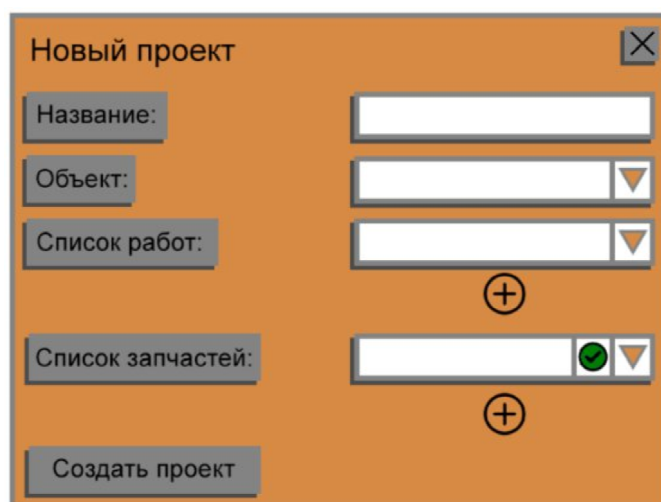 Новый проект
Название:
Объект:
Список работ:
Список запчастей:
Создать проект